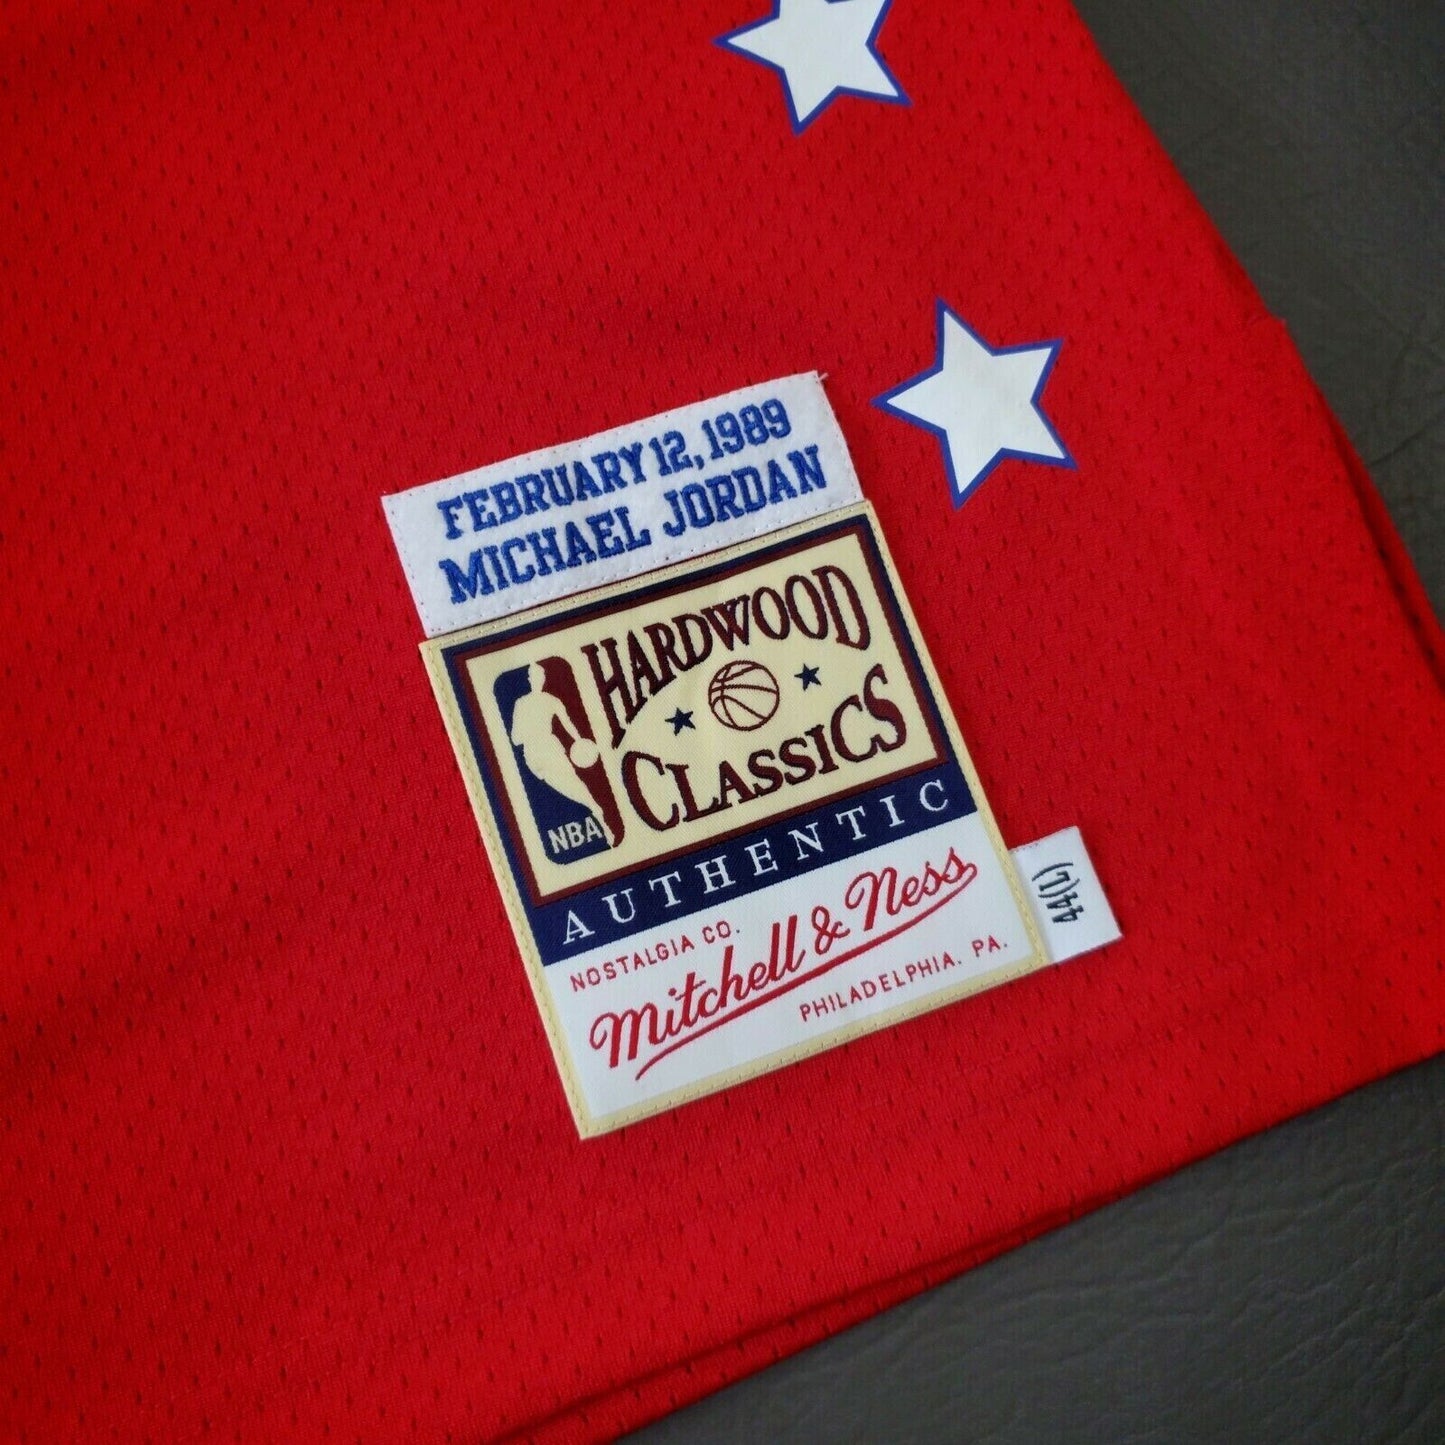 FEBRUARY 12, 1989
MICHAEL JORDAN
HARDWOOD
CLASSICS
NBA
AUTHENTIC
NOSTALGIA CO.
Mitchell & Ness
PHILADELPHIA. PA.
44(L)